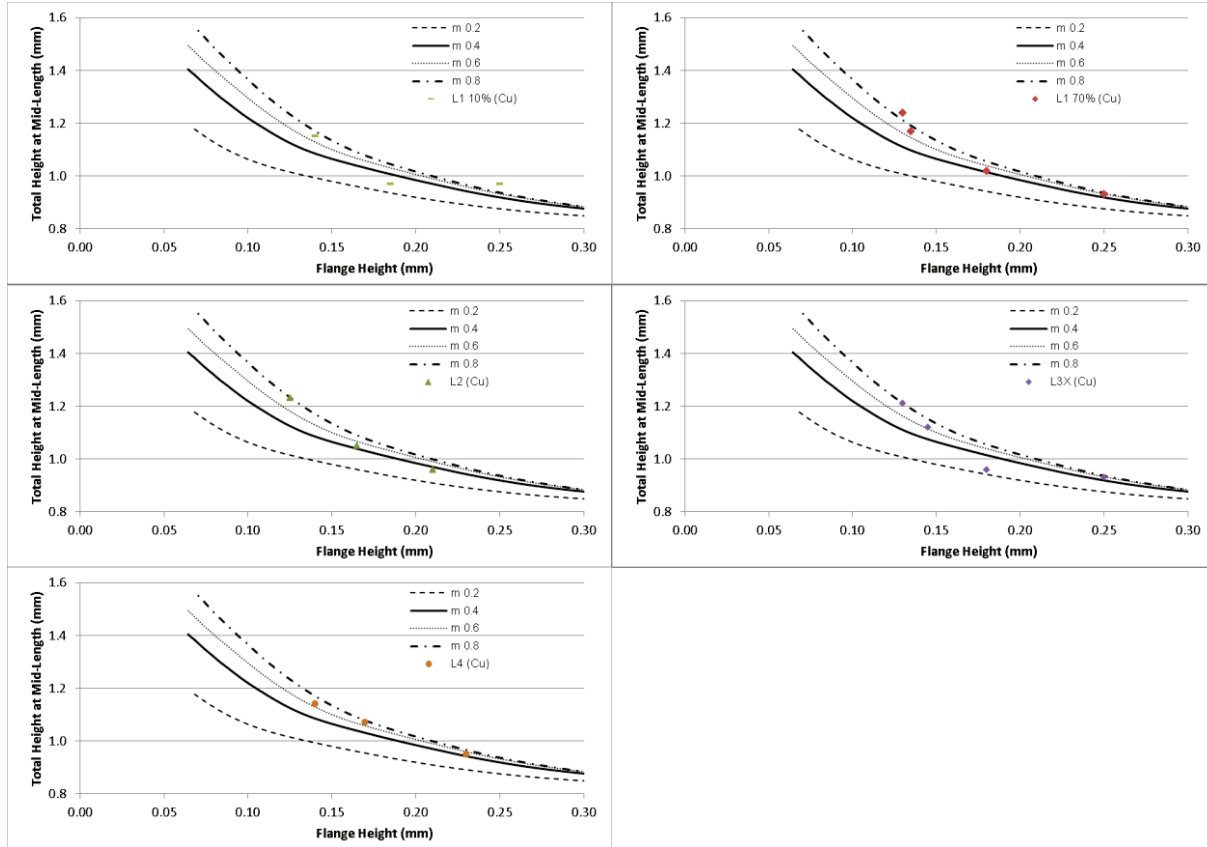 1.6
1.4
1.2
1.0
0.8
Total Height at Mid-Length (mm)
m 0.2
m 0.4
m 0.6
m 0.8
L1 10% (Cu)
0.00 0.05 0.10 0.15 0.20 0.25 0.30
Flange Height (mm)
1.6
1.4
1.2
1.0
0.8
Total Height at Mid-Length (mm)
m 0.2
m 0.4
m 0.6
m 0.8
L1 70% (Cu)
0.00 0.05 0.10 0.15 0.20 0.25 0.30
Flange Height (mm)
1.6
1.4
1.2
1.0
0.8
Total Height at Mid-Length (mm)
m 0.2
m 0.4
m 0.6
m 0.8
L2 (Cu)
0.00 0.05 0.10 0.15 0.20 0.25 0.30
Flange Height (mm)
1.6
1.4
1.2
1.0
0.8
Total Height at Mid-Length (mm)
m 0.2
m 0.4
m 0.6
m 0.8
L3X (Cu)
0.00 0.05 0.10 0.15 0.20 0.25 0.30
Flange Height (mm)
1.6
1.4
1.2
1.0
0.8
Total Height at Mid-Length (mm)
m 0.2
m 0.4
m 0.6
m 0.8
L4 (Cu)
0.00 0.05 0.10 0.15 0.20 0.25 0.30
Flange Height (mm)